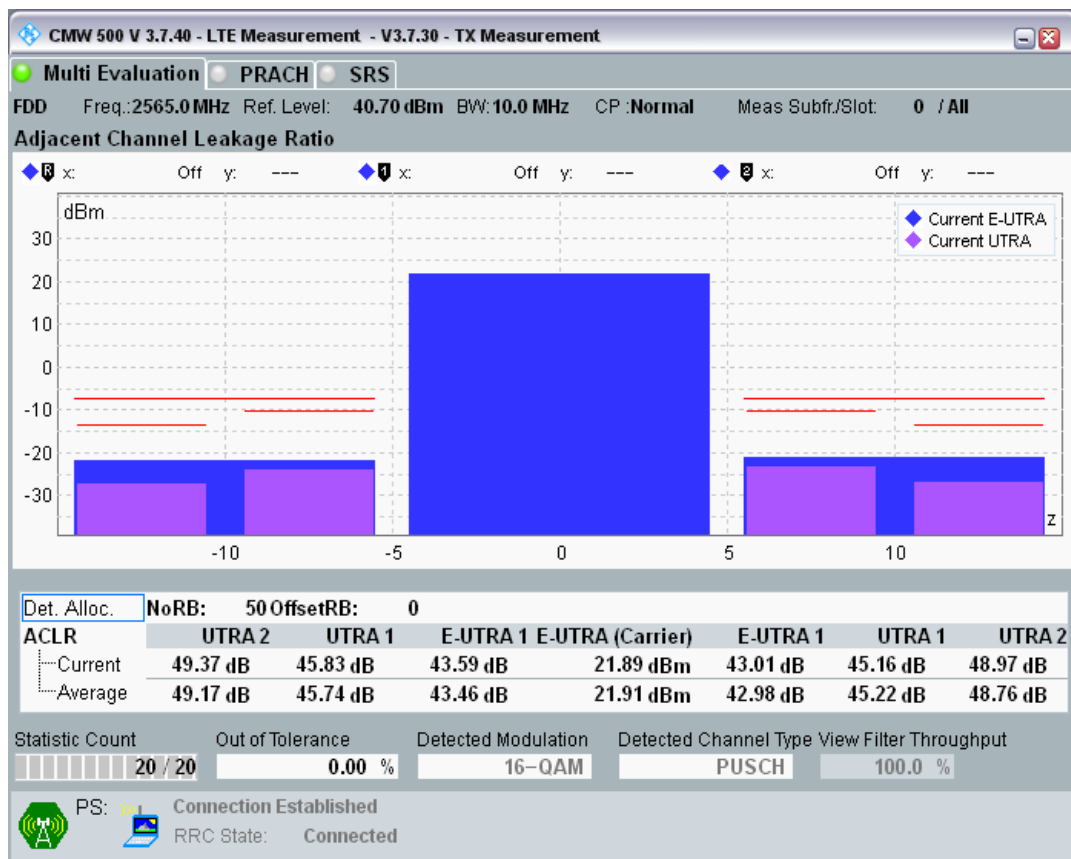 CMW 500 V 3.7.40 - LTE Measurement - V3.7.30 - TX Measurement
Multi Evaluation PRACH SRS
FDD Freq.:2565.0 MHz Ref. Level: 40.70 dBm BW:10.0 MHz CP :Normal Meas Subfr./Slot: 0 / All
Adjacent Channel Leakage Ratio
R x: Off y: --- 1 x: Off y: --- 2 x: Off y: ---
dBm
Current E-UTRA
Current UTRA
30
20
10
0
-10
-20
-30
z
-10 -5 0 5 10
Det. Alloc. NoRB: 50 OffsetRB: 0
ACLR UTRA 2 UTRA 1 E-UTRA 1 E-UTRA (Carrier) E-UTRA 1 UTRA 1 UTRA 2
Current 49.37 dB 45.83 dB 43.59 dB 21.89 dBm 43.01 dB 45.16 dB 48.97 dB
Average 49.17 dB 45.74 dB 43.46 dB 21.91 dBm 42.98 dB 45.22 dB 48.76 dB
Statistic Count Out of Tolerance Detected Modulation Detected Channel Type View Filter Throughput
20 / 20 0.00 % 16-QAM PUSCH 100.0 %
PS: Connection Established
RRC State: Connected